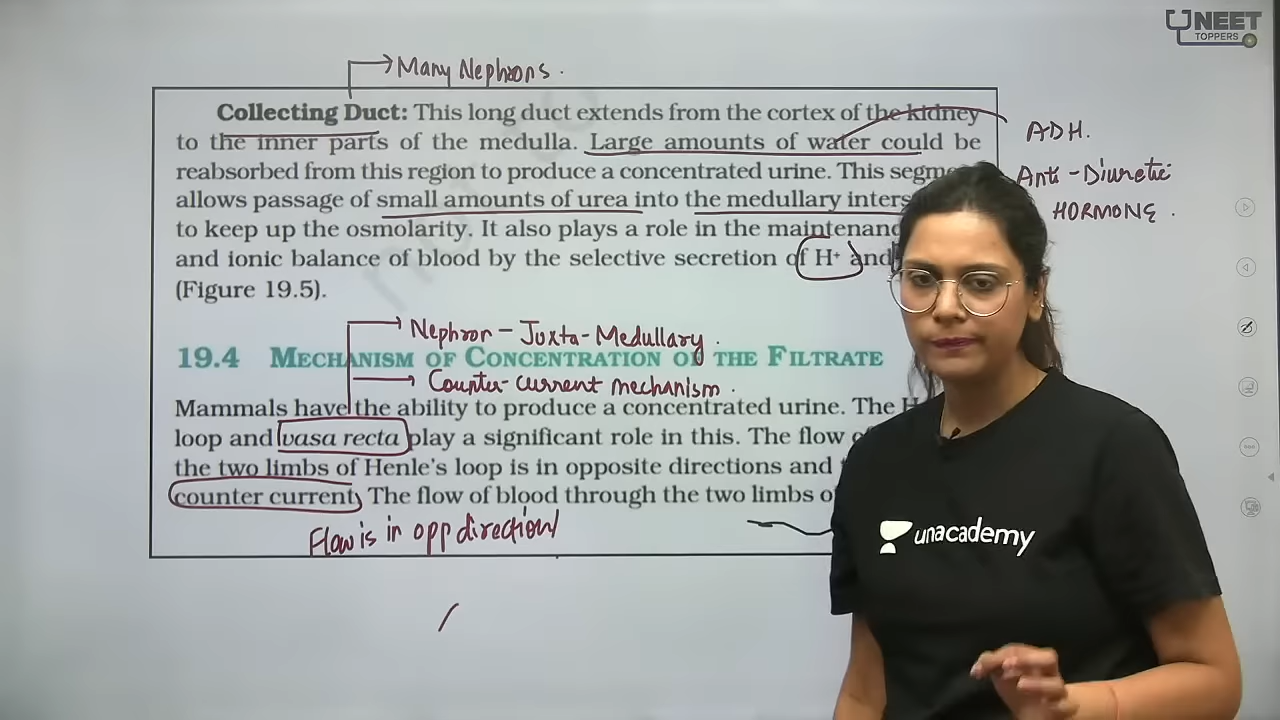 NEET
TOPPERS
Many Nephrons.
Collecting Duct: This long duct extends from the cortex of the kidney
to the inner parts of the medulla. Large amounts of water could be
reabsorbed from this region to produce a concentrated urine. This
allows passage of small amounts of urea into the medullary
to keep up the osmolarity. It also plays a role in the
and ionic balance of blood by the selective secretion of H+ and
(Figure 19.5).
ADH.
Anti-Diuretic
HORMONE.
Nephron - Juxta-Medullary.
19.4 MECHANISM OF CONCENTRATION OF THE FILTRATE
Counter-current mechanism.
Mammals have the ability to produce a concentrated urine. The
loop and vasa recta play a significant role in this. The flow
the two limbs of Henle's loop is in opposite directions and
counter current. The flow of blood through the two limbs
Flow is in opp direction
unacademy